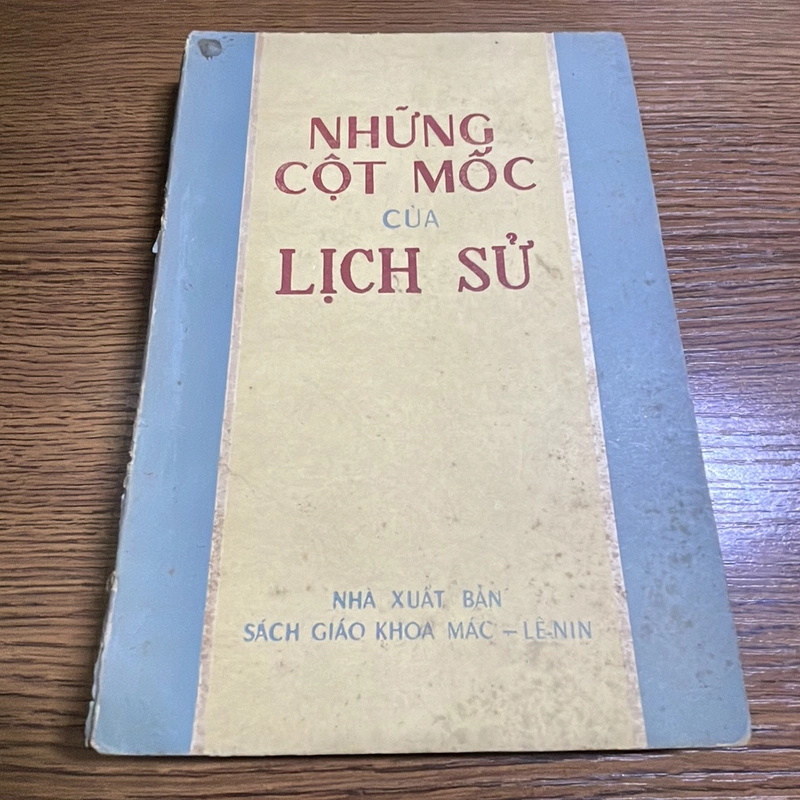 NHỮNG
CỘT MỐC
CỦA
LỊCH SỬ
NHÀ XUẤT BẢN
SÁCH GIÁO KHOA MÁC – LÊ-NIN